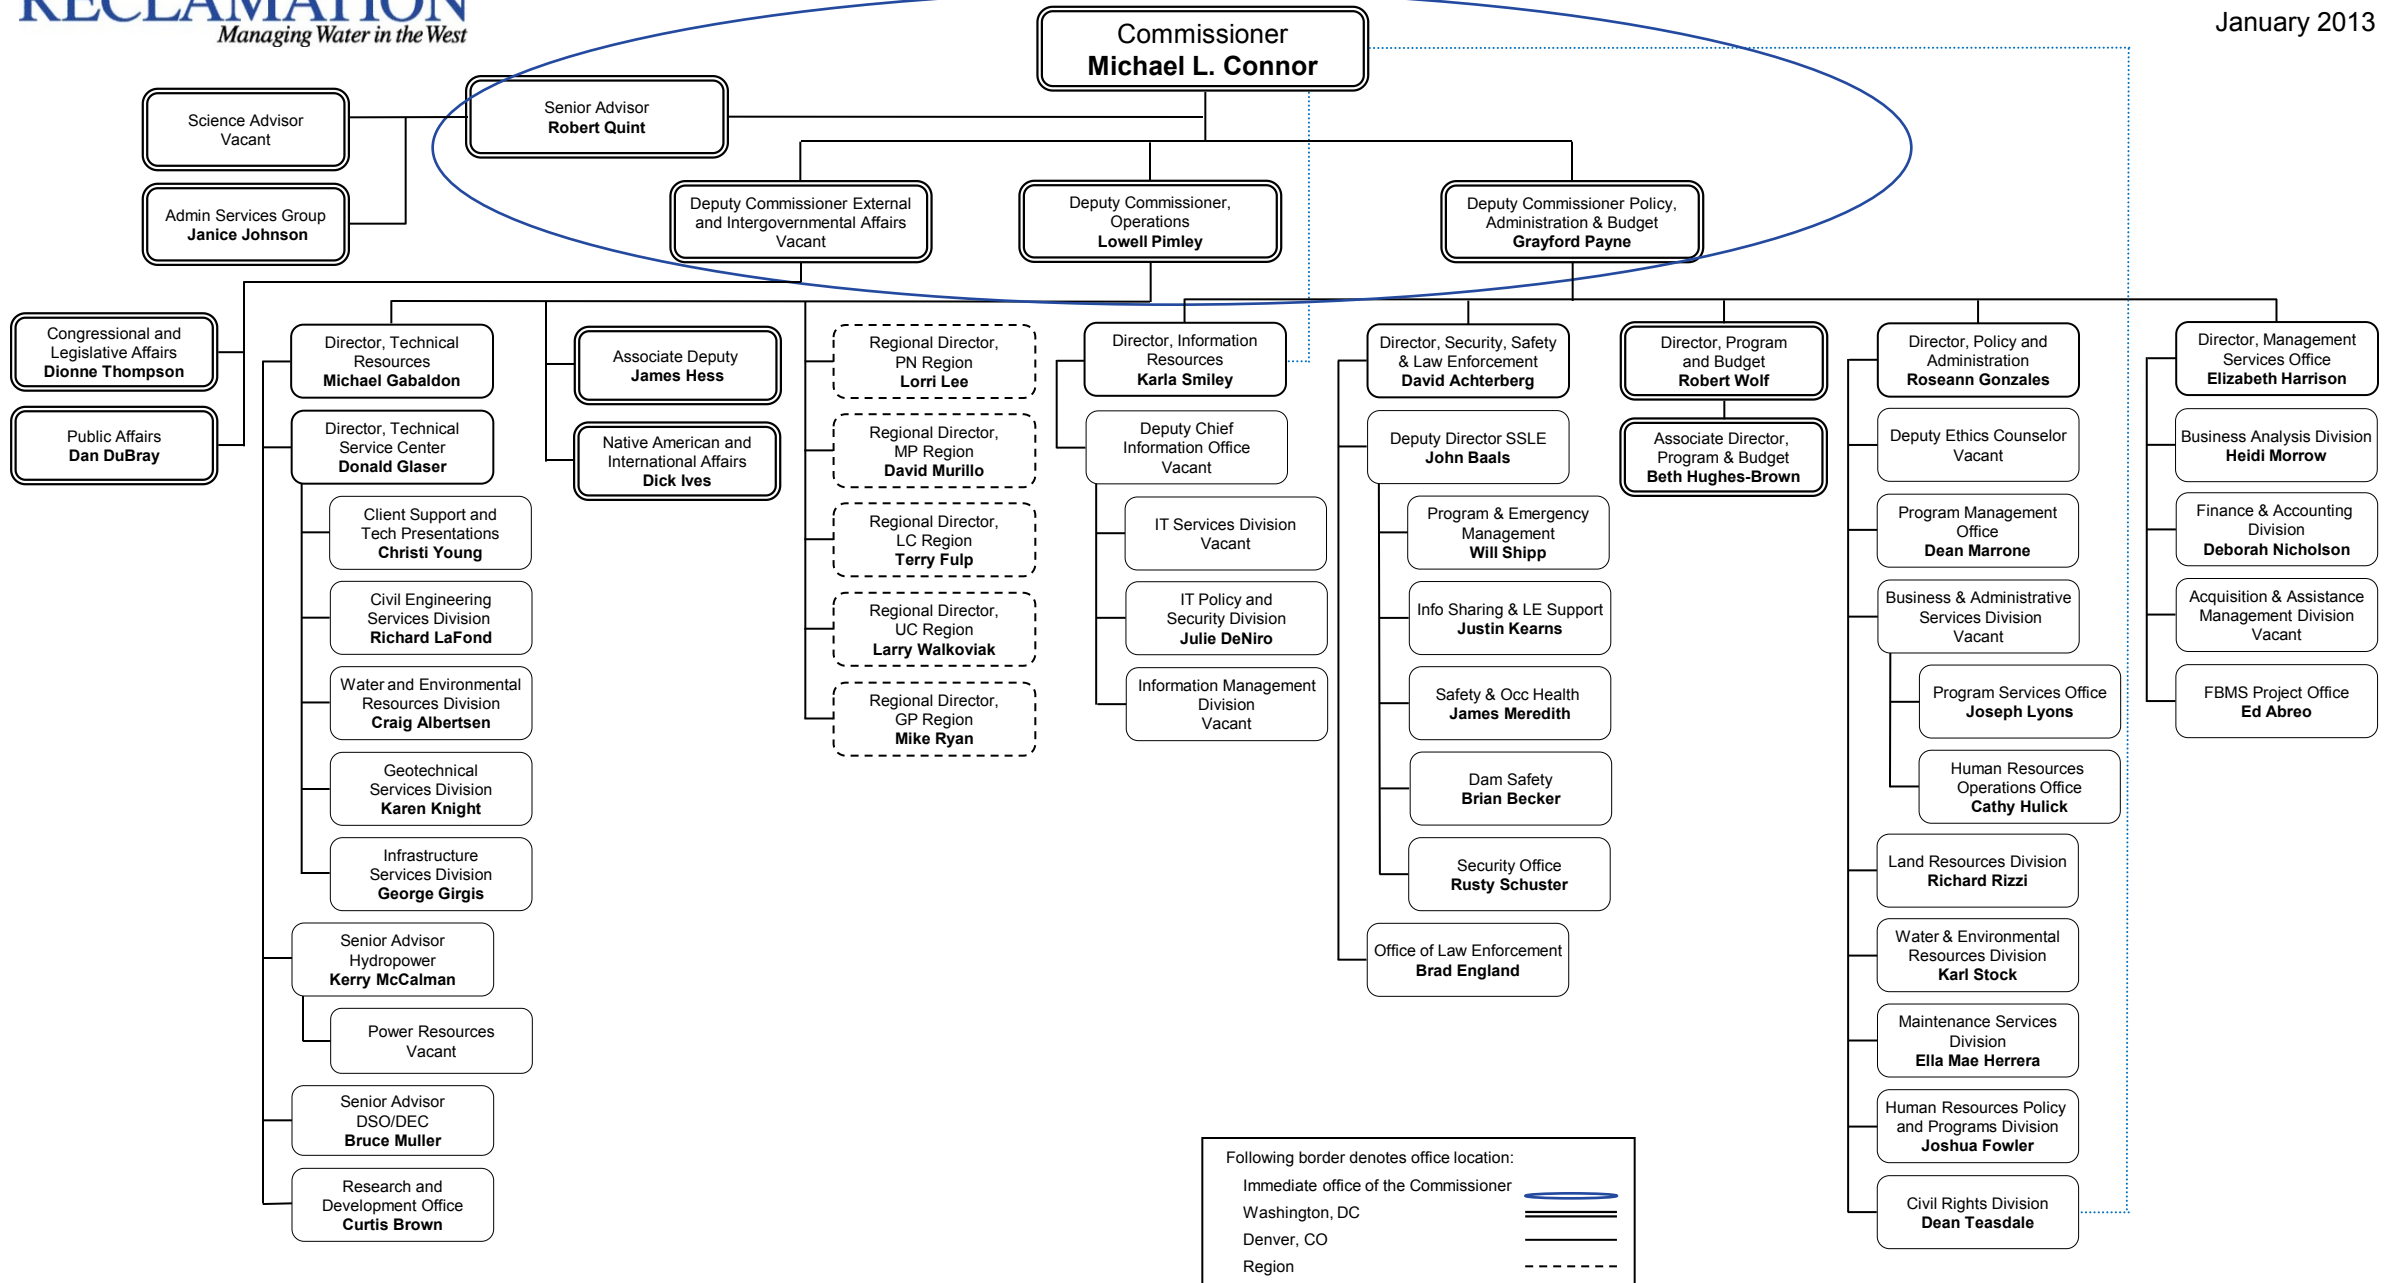 RECLAMATION
Managing Water in the West
January 2013
Commissioner
Michael L. Connor
Science Advisor
Vacant
Senior Advisor
Robert Quint
Admin Services Group
Janice Johnson
Deputy Commissioner External
and Intergovernmental Affairs
Vacant
Deputy Commissioner,
Operations
Lowell Pimley
Deputy Commissioner Policy,
Administration & Budget
Grayford Payne
Congressional and
Legislative Affairs
Dionne Thompson
Public Affairs
Dan DuBray
Director, Technical
Resources
Michael Gabaldon
Director, Technical
Service Center
Donald Glaser
Client Support and
Tech Presentations
Christi Young
Civil Engineering
Services Division
Richard LaFond
Water and Environmental
Resources Division
Craig Albertsen
Geotechnical
Services Division
Karen Knight
Infrastructure
Services Division
George Girgis
Senior Advisor
Hydropower
Kerry McCalman
Power Resources
Vacant
Senior Advisor
DSO/DEC
Bruce Muller
Research and
Development Office
Curtis Brown
Associate Deputy
James Hess
Native American and
International Affairs
Dick Ives
Regional Director,
PN Region
Lorri Lee
Regional Director,
MP Region
David Murillo
Regional Director,
LC Region
Terry Fulp
Regional Director,
UC Region
Larry Walkoviak
Regional Director,
GP Region
Mike Ryan
Director, Information
Resources
Karla Smiley
Deputy Chief
Information Office
Vacant
IT Services Division
Vacant
IT Policy and
Security Division
Julie DeNiro
Information Management
Division
Vacant
Director, Security, Safety
& Law Enforcement
David Achterberg
Deputy Director SSLE
John Baals
Program & Emergency
Management
Will Shipp
Info Sharing & LE Support
Justin Kearns
Safety & Occ Health
James Meredith
Dam Safety
Brian Becker
Security Office
Rusty Schuster
Office of Law Enforcement
Brad England
Director, Program
and Budget
Robert Wolf
Associate Director,
Program & Budget
Beth Hughes-Brown
Director, Policy and
Administration
Roseann Gonzales
Deputy Ethics Counselor
Vacant
Program Management
Office
Dean Marrone
Business & Administrative
Services Division
Vacant
Program Services Office
Joseph Lyons
Human Resources
Operations Office
Cathy Hulick
Land Resources Division
Richard Rizzi
Water & Environmental
Resources Division
Karl Stock
Maintenance Services
Division
Ella Mae Herrera
Human Resources Policy
and Programs Division
Joshua Fowler
Civil Rights Division
Dean Teasdale
Director, Management
Services Office
Elizabeth Harrison
Business Analysis Division
Heidi Morrow
Finance & Accounting
Division
Deborah Nicholson
Acquisition & Assistance
Management Division
Vacant
FBMS Project Office
Ed Abreo
Following border denotes office location:
Immediate office of the Commissioner
Washington, DC
Denver, CO
Region